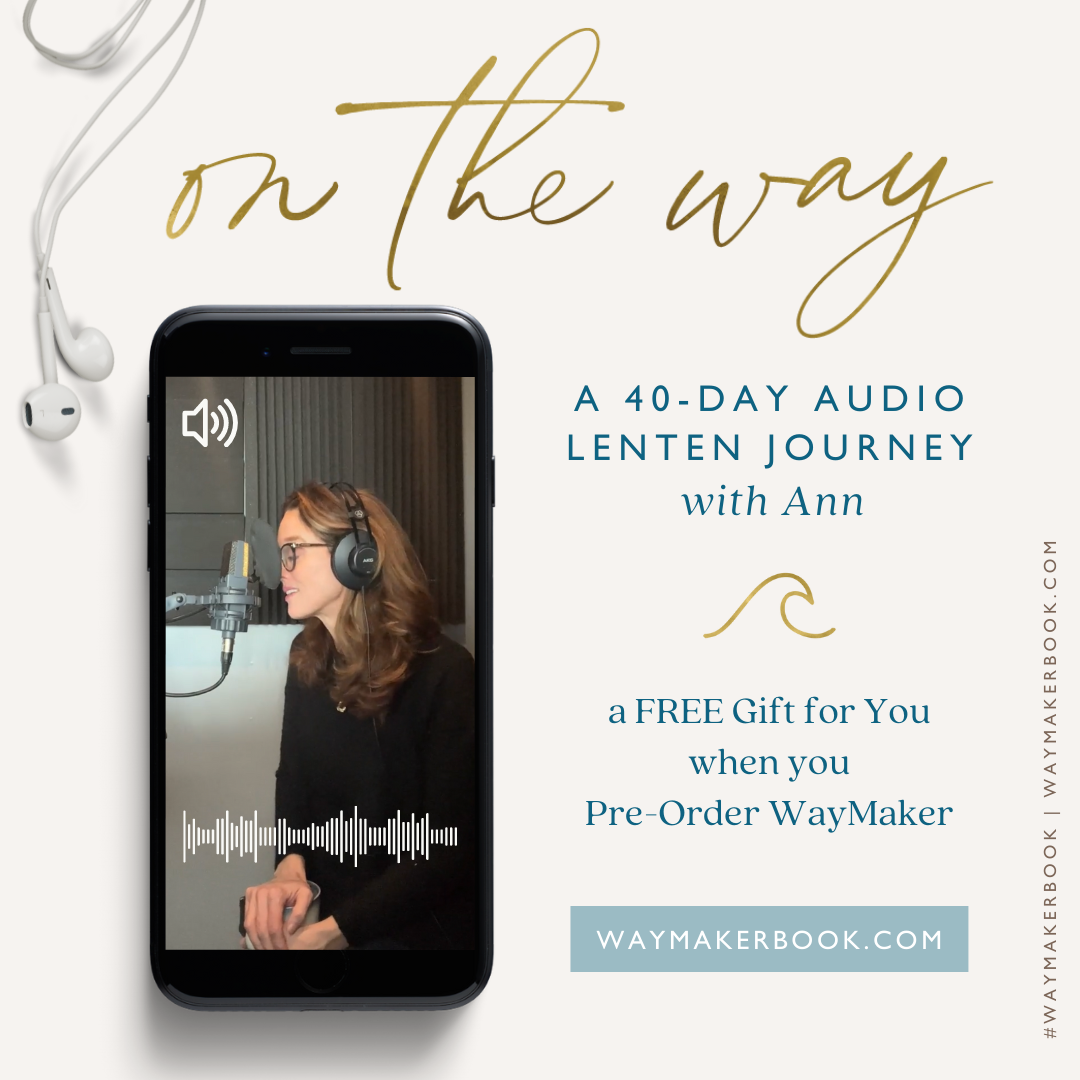 on the way
A 40-DAY AUDIO
LENTEN JOURNEY
with Ann
a FREE Gift for You
when you
Pre-Order WayMaker
WAYMAKERBOOK.COM
#WAYMAKERBOOK | WAYMAKERBOOK.COM